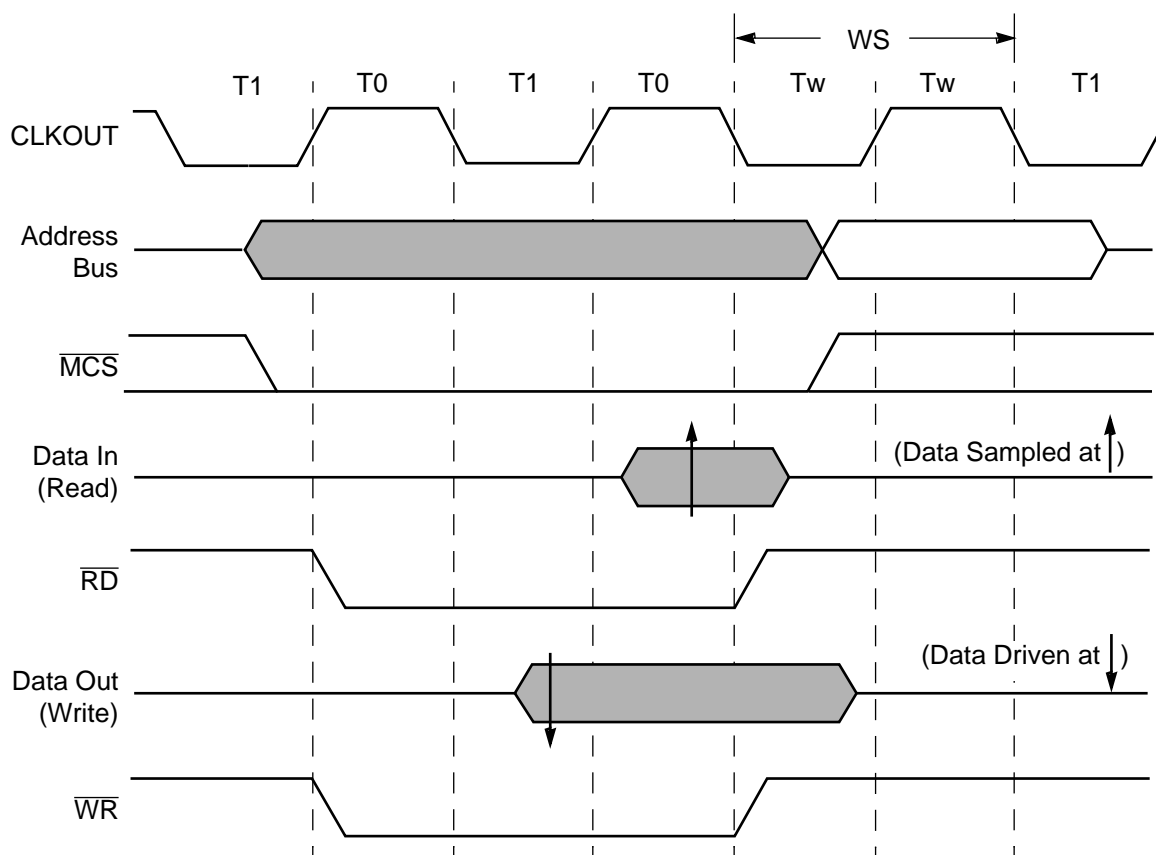 WS
T1 T0 T1 T0 Tw Tw T1
CLKOUT
Address
Bus
MCS
Data In
(Read)
(Data Sampled at )
RD
Data Out
(Write)
(Data Driven at )
WR